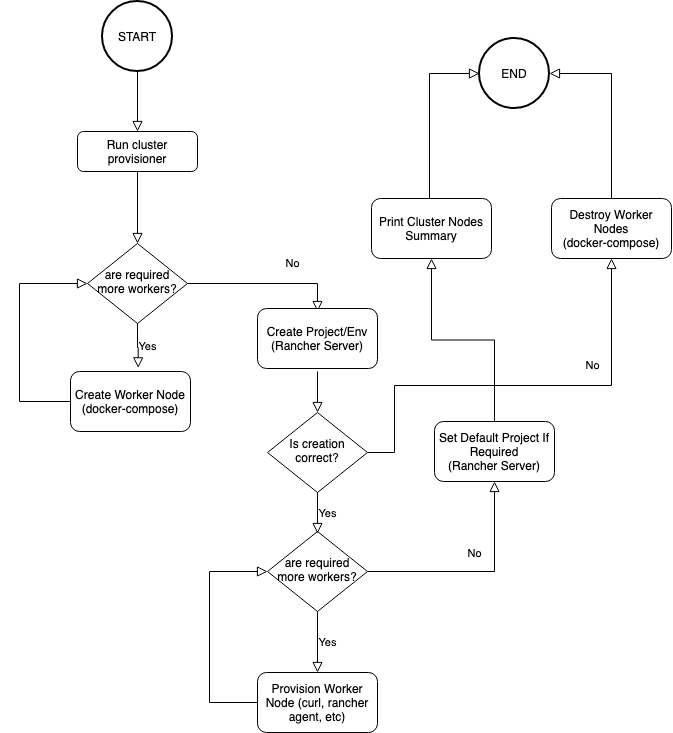 START
END
Run cluster
provisioner
Print Cluster Nodes
Summary
Destroy Worker
Nodes
(docker-compose)
are required
more workers?
No
Yes
Create Project/Env
(Rancher Server)
Create Worker Node
(docker-compose)
No
Is creation
correct?
Set Default Project If
Required
(Rancher Server)
Yes
are required
more workers?
No
Yes
Provision Worker
Node (curl, rancher
agent, etc)